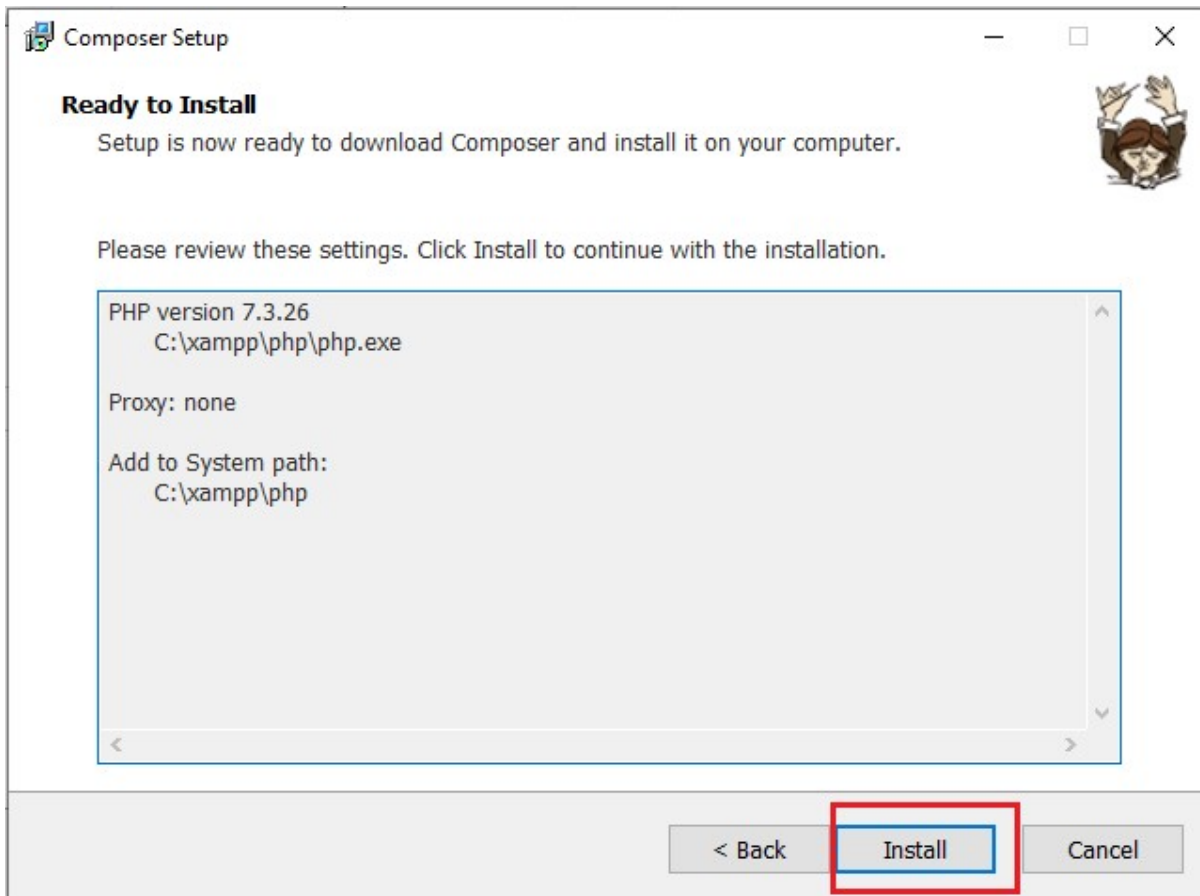 Composer Setup
Ready to Install
Setup is now ready to download Composer and install it on your computer.
Please review these settings. Click Install to continue with the installation.
PHP version 7.3.26
C:\xampp\php\php.exe
Proxy: none
Add to System path:
C:\xampp\php
< Back
Install
Cancel